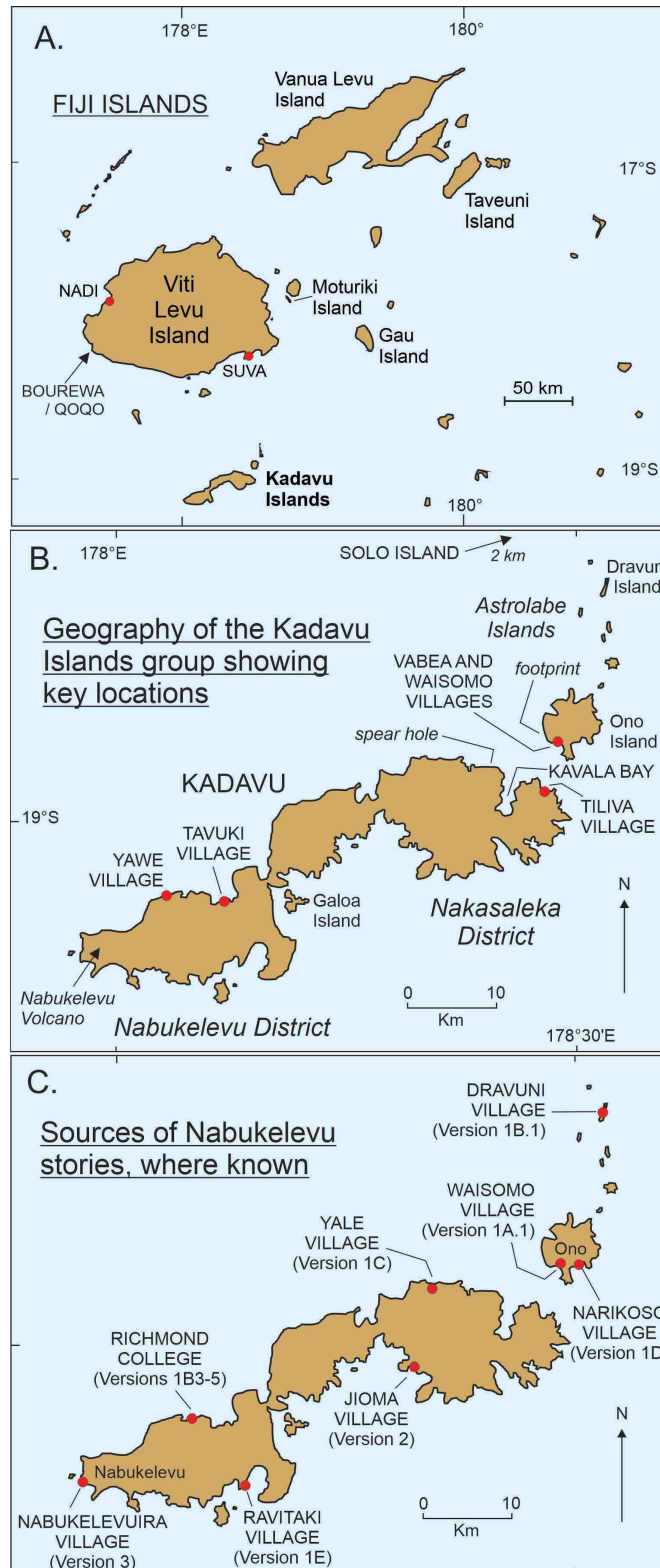 A.
178°E
180°
FIJI ISLANDS
Vanua Levu
Island
17°S
Taveuni
Island
NADI
Viti
Levu
Island
Moturiki
Island
Gau
Island
SUVA
BOUREWA
/ QOQO
50 km
Kadavu
Islands
19°S
180°
B.
178°E
SOLO ISLAND
2 km
Dravuni
Island
Astrolabe
Islands
Geography of the Kadavu
Islands group showing
key locations
VABEA AND
WAISOMO
VILLAGES
footprint
Ono
Island
spear hole
KAVALA BAY
KADAVU
TILIVA
VILLAGE
19°S
TAVUKI
VILLAGE
YAWE
VILLAGE
Galoa
Island
N
Nakasaleka
District
Nabukelevu
Volcano
0 10
Km
Nabukelevu District
178°30'E
C.
Sources of Nabukelevu
stories, where known
DRAVUNI
VILLAGE
(Version 1B.1)
WAISOMO
VILLAGE
(Version 1A.1)
YALE
VILLAGE
(Version 1C)
Ono
NARIKOSO
VILLAGE
(Version 1D)
RICHMOND
COLLEGE
(Versions 1B3-5)
JIOMA
VILLAGE
(Version 2)
N
Nabukelevu
NABUKELEVUIRA
VILLAGE
(Version 3)
RAVITAKI
VILLAGE
(Version 1E)
0 10
Km